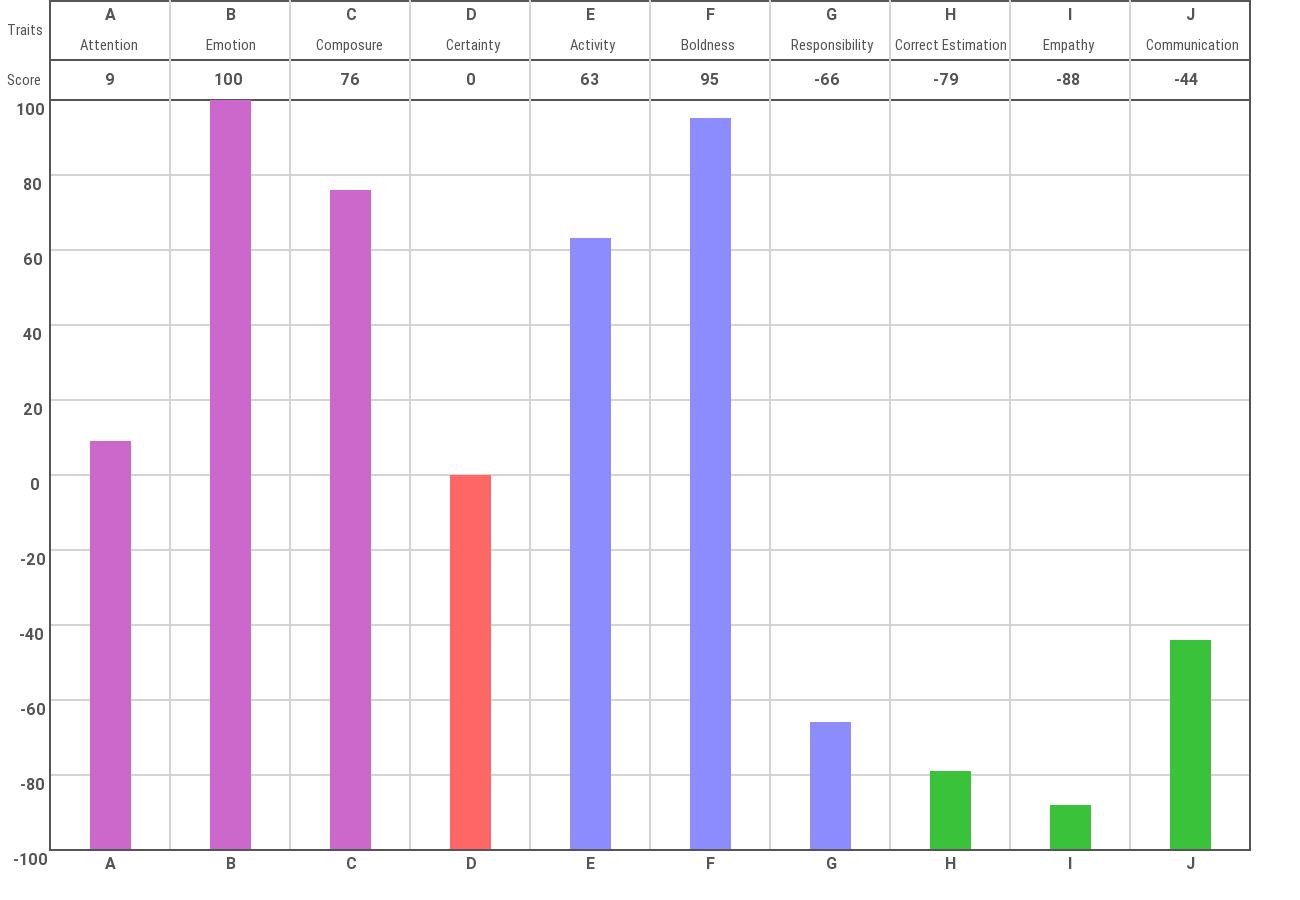 Traits
A B C D E F G H I J
Attention Emotion Composure Certainty Activity Boldness Responsibility Correct Estimation Empathy Communication
Score 9 100 76 0 63 95 -66 -79 -88 -44
100
80
60
40
20
0
-20
-40
-60
-80
-100
A B C D E F G H I J